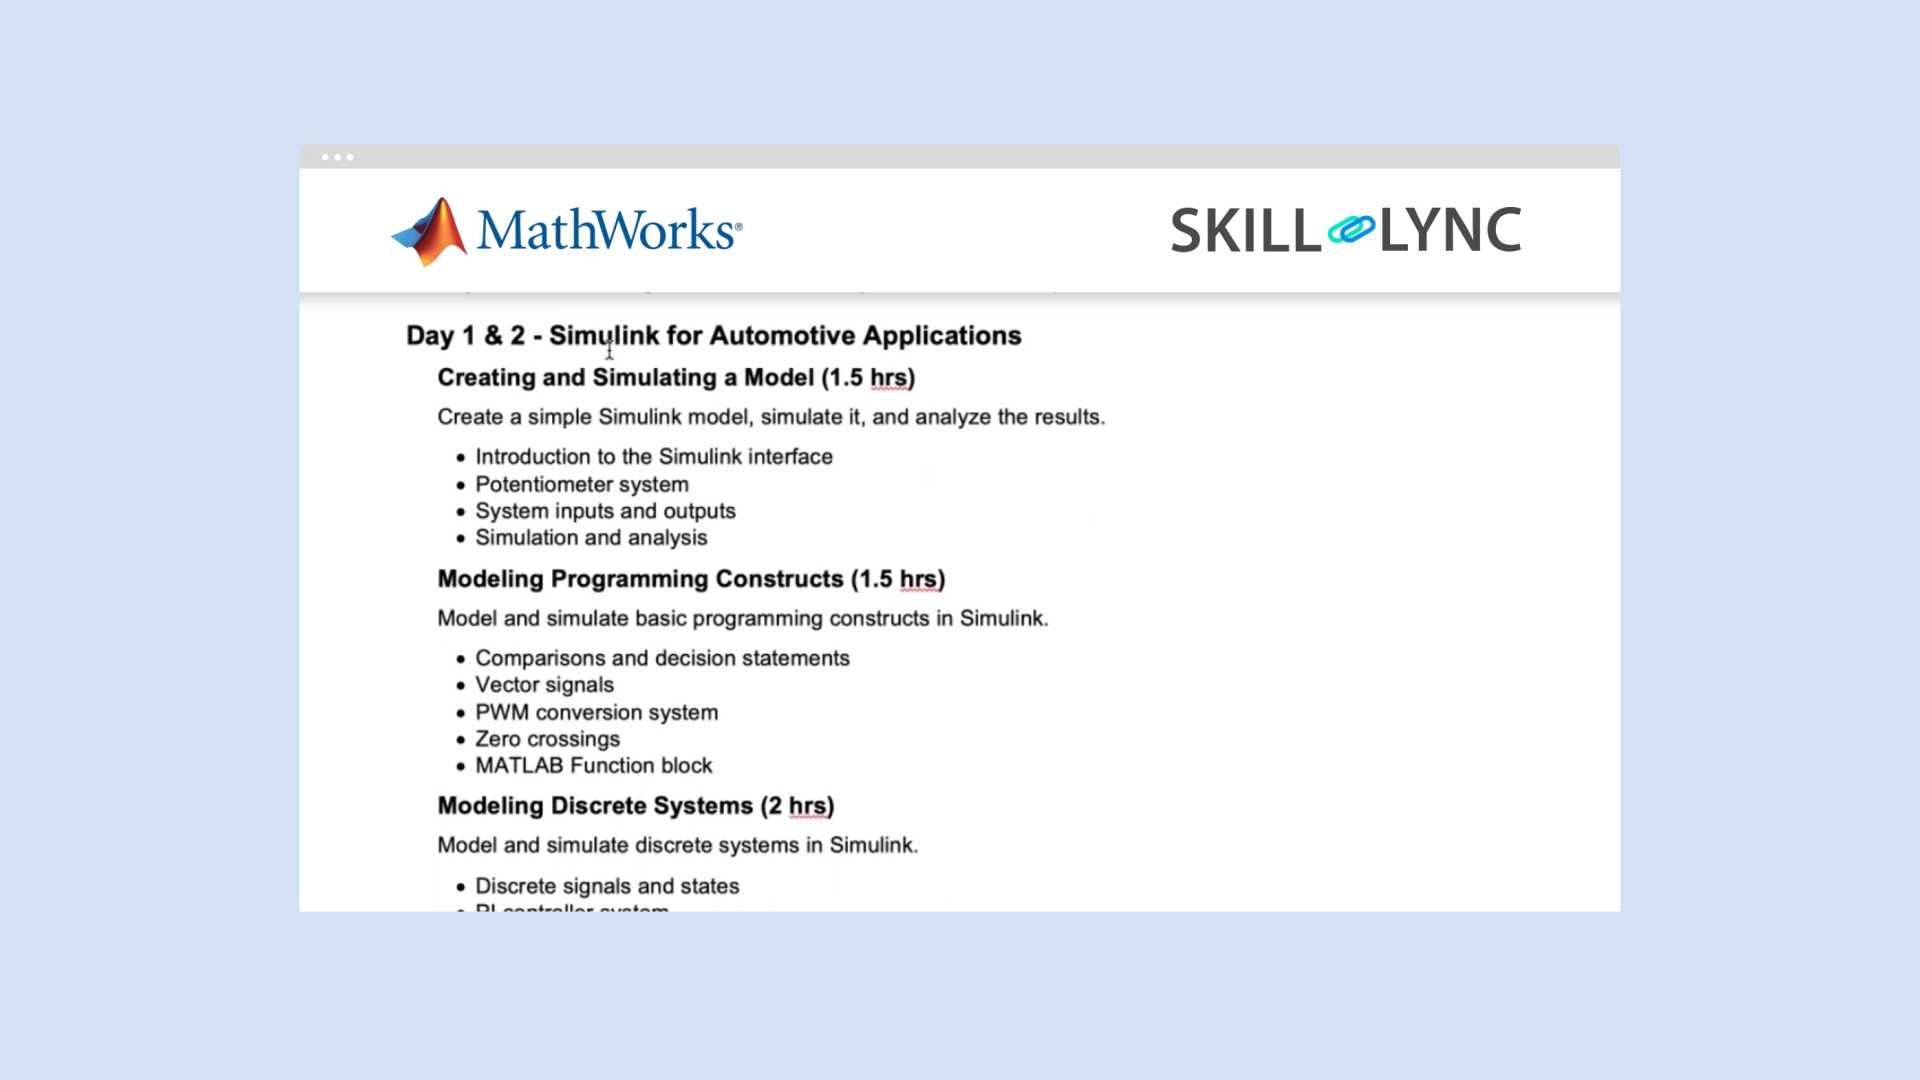 MathWorks®
SKILL LYNC
Day 1 & 2 - Simulink for Automotive Applications
Creating and Simulating a Model (1.5 hrs)
Create a simple Simulink model, simulate it, and analyze the results.
• Introduction to the Simulink interface
• Potentiometer system
• System inputs and outputs
• Simulation and analysis
Modeling Programming Constructs (1.5 hrs)
Model and simulate basic programming constructs in Simulink.
• Comparisons and decision statements
• Vector signals
• PWM conversion system
• Zero crossings
• MATLAB Function block
Modeling Discrete Systems (2 hrs)
Model and simulate discrete systems in Simulink.
• Discrete signals and states
• PI controller system